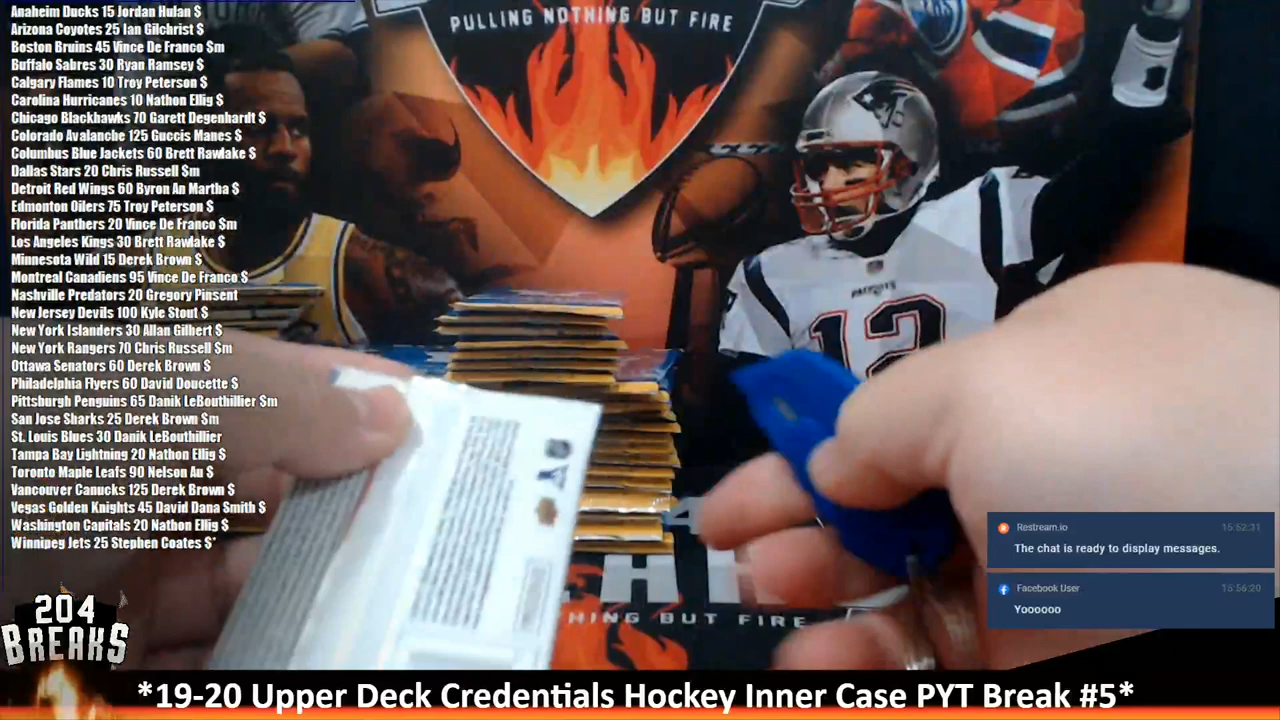 Anaheim Ducks 15 Jordan Hulan $
Arizona Coyotes 25 Ian Gilchrist $
Boston Bruins 45 Vince De Franco $m
Buffalo Sabres 30 Ryan Ramsey $
Calgary Flames 10 Troy Peterson $
Carolina Hurricanes 10 Nathon Ellig $
Chicago Blackhawks 70 Garett Degenhardt $
Colorado Avalanche 125 Guccis Manes $
Columbus Blue Jackets 60 Brett Rawlake $
Dallas Stars 20 Chris Russell $m
Detroit Red Wings 60 Byron An Martha $
Edmonton Oilers 75 Troy Peterson $
Florida Panthers 20 Vince De Franco $m
Los Angeles Kings 30 Brett Rawlake $
Minnesota Wild 15 Derek Brown $
Montreal Canadiens 95 Vince De Franco $
Nashville Predators 20 Gregory Pinsent
New Jersey Devils 100 Kyle Stout $
New York Islanders 30 Allan Gilbert $
New York Rangers 70 Chris Russell $m
Ottawa Senators 60 Derek Brown $
Philadelphia Flyers 60 David Doucette $
Pittsburgh Penguins 65 Danik LeBouthillier $m
San Jose Sharks 25 Derek Brown $m
St. Louis Blues 30 Danik LeBouthillier
Tampa Bay Lightning 20 Nathon Ellig $
Toronto Maple Leafs 90 Nelson Au $
Vancouver Canucks 125 Derek Brown $
Vegas Golden Knights 45 David Dana Smith $
Washington Capitals 20 Nathon Ellig $
Winnipeg Jets 25 Stephen Coates $*
PULLING NOTHING BUT FIRE
PATRIOTS
12
HING BUT FIRE
Restream.io 15:52:31
The chat is ready to display messages.
Facebook User 15:56:20
Yoooooo
204
BREAKS
*19-20 Upper Deck Credentials Hockey Inner Case PYT Break #5*